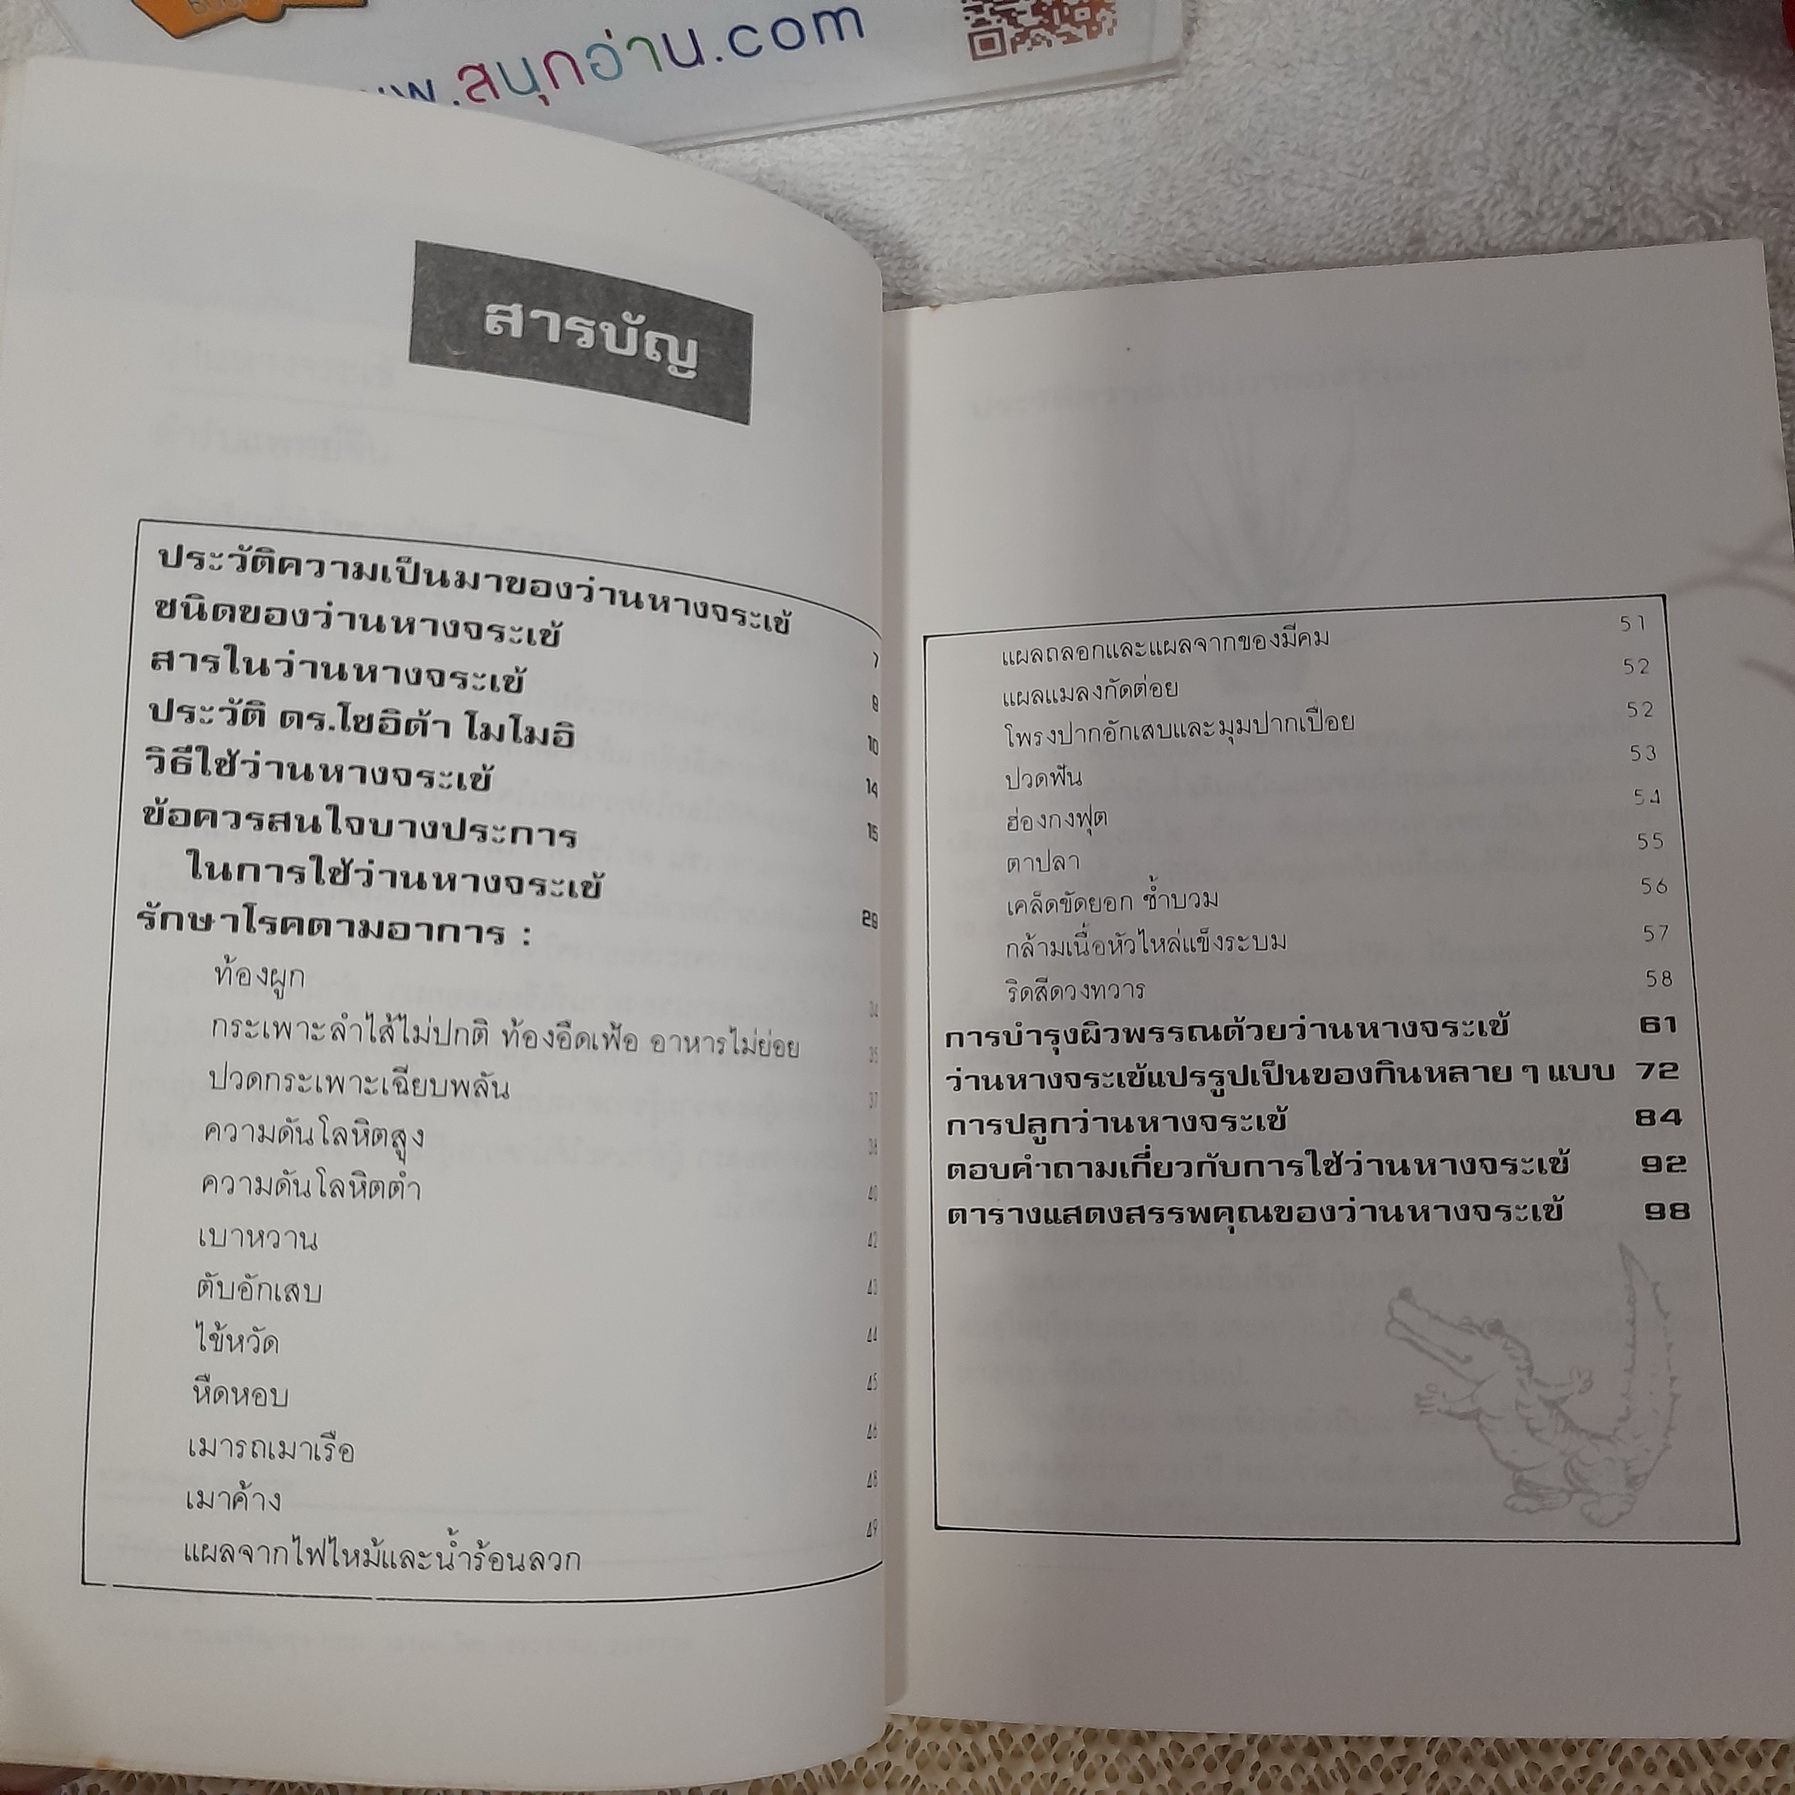 www.สนุกอ่าน.com
สารบัญ
ประวัติความเป็นมาของว่านหางจระเข้ 7
ชนิดของว่านหางจระเข้ 9
สารในว่านหางจระเข้ 10
ประวัติ ดร.โซอิด้า โมโมอิ 14
วิธีใช้ว่านหางจระเข้ 15
ข้อควรสนใจบางประการ
ในการใช้ว่านหางจระเข้ 29
รักษาโรคตามอาการ :
ท้องผูก 34
กระเพาะลำไส้ไม่ปกติ ท้องอืดเฟ้อ อาหารไม่ย่อย 35
ปวดกระเพาะเฉียบพลัน 37
ความดันโลหิตสูง 38
ความดันโลหิตต่ำ 40
เบาหวาน 42
ตับอักเสบ 43
ไข้หวัด 44
หืดหอบ 45
เมารถเมาเรือ 46
เมาค้าง 48
แผลจากไฟไหม้และน้ำร้อนลวก 49
แผลถลอกและแผลจากของมีคม 51
แผลแมลงกัดต่อย 52
โพรงปากอักเสบและมุมปากเปื่อย 52
ปวดฟัน 53
ฮ่องกงฟุต 54
ตาปลา 55
เคล็ดขัดยอก ช้ำบวม 56
กล้ามเนื้อหัวไหล่แข็งระบม 57
ริดสีดวงทวาร 58
การบำรุงผิวพรรณด้วยว่านหางจระเข้ 61
ว่านหางจระเข้แปรรูปเป็นของกินหลาย ๆ แบบ 72
การปลูกว่านหางจระเข้ 84
ตอบคำถามเกี่ยวกับการใช้ว่านหางจระเข้ 92
ตารางแสดงสรรพคุณของว่านหางจระเข้ 98